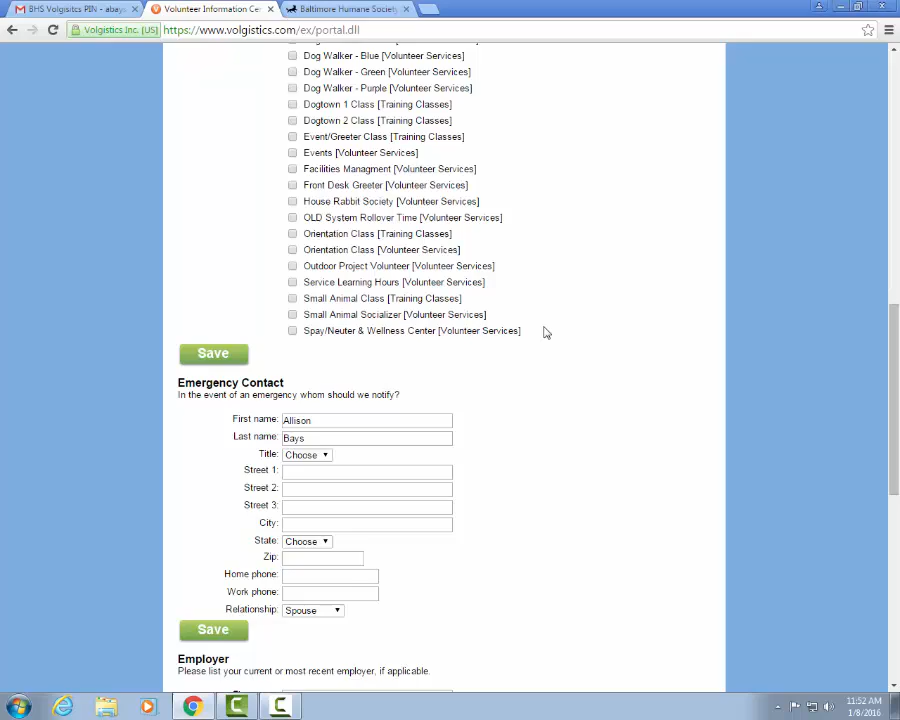 BHS Volgisitcs PIN - abays
Volunteer Information Cen
Baltimore Humane Society
Volgistics Inc. [US]
https://www.volgistics.com/ex/portal.dll
Dog Walker - Blue [Volunteer Services]
Dog Walker - Green [Volunteer Services]
Dog Walker - Purple [Volunteer Services]
Dogtown 1 Class [Training Classes]
Dogtown 2 Class [Training Classes]
Event/Greeter Class [Training Classes]
Events [Volunteer Services]
Facilities Managment [Volunteer Services]
Front Desk Greeter [Volunteer Services]
House Rabbit Society [Volunteer Services]
OLD System Rollover Time [Volunteer Services]
Orientation Class [Training Classes]
Orientation Class [Volunteer Services]
Outdoor Project Volunteer [Volunteer Services]
Service Learning Hours [Volunteer Services]
Small Animal Class [Training Classes]
Small Animal Socializer [Volunteer Services]
Spay/Neuter & Wellness Center [Volunteer Services]
Save
Emergency Contact
In the event of an emergency whom should we notify?
First name: Allison
Last name: Bays
Title: Choose
Street 1:
Street 2:
Street 3:
City:
State: Choose
Zip:
Home phone:
Work phone:
Relationship: Spouse
Save
Employer
Please list your current or most recent employer, if applicable.
11:52 AM
1/8/2016